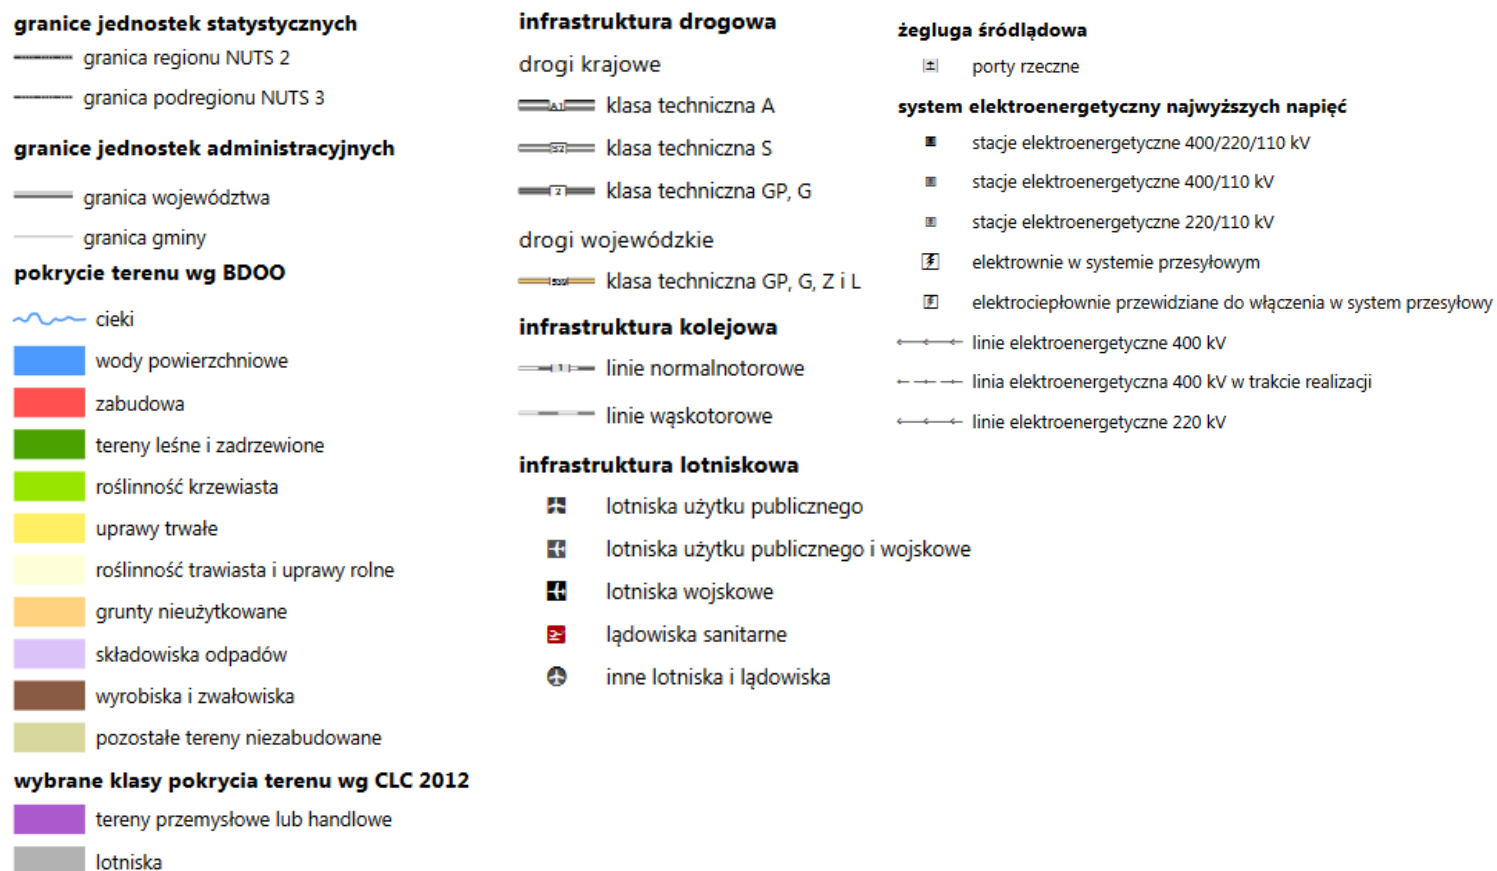 granice jednostek statystycznych
granica regionu NUTS 2
granica podregionu NUTS 3
granice jednostek administracyjnych
granica województwa
granica gminy
pokrycie terenu wg BDOO
cieki
wody powierzchniowe
zabudowa
tereny leśne i zadrzewione
roślinność krzewiasta
uprawy trwałe
roślinność trawiasta i uprawy rolne
grunty nieużytkowane
składowiska odpadów
wyrobiska i zwałowiska
pozostałe tereny niezabudowane
wybrane klasy pokrycia terenu wg CLC 2012
tereny przemysłowe lub handlowe
lotniska
infrastruktura drogowa
drogi krajowe
A1 klasa techniczna A
S2 klasa techniczna S
2 klasa techniczna GP, G
drogi wojewódzkie
klasa techniczna GP, G, Z i L
infrastruktura kolejowa
1 linie normalnotorowe
linie wąskotorowe
infrastruktura lotniskowa
lotniska użytku publicznego
lotniska użytku publicznego i wojskowe
lotniska wojskowe
lądowiska sanitarne
inne lotniska i lądowiska
żegluga śródlądowa
porty rzeczne
system elektroenergetyczny najwyższych napięć
stacje elektroenergetyczne 400/220/110 kV
stacje elektroenergetyczne 400/110 kV
stacje elektroenergetyczne 220/110 kV
elektrownie w systemie przesyłowym
elektrociepłownie przewidziane do włączenia w system przesyłowy
linie elektroenergetyczne 400 kV
linia elektroenergetyczna 400 kV w trakcie realizacji
linie elektroenergetyczne 220 kV